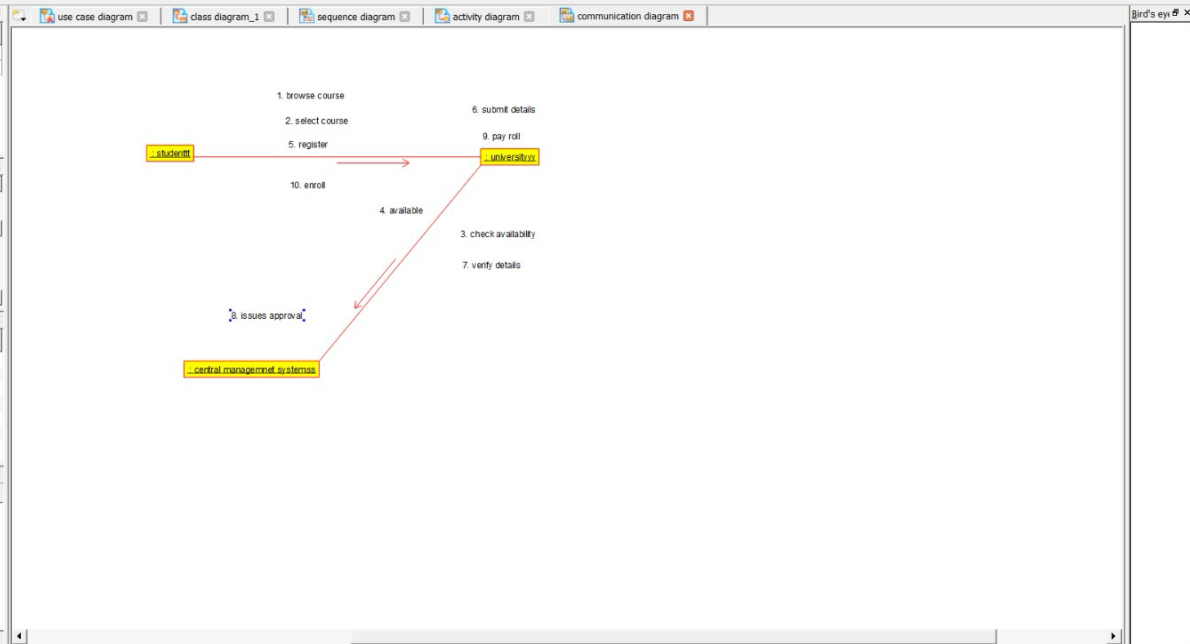 use case diagram
class diagram_1
sequence diagram
activity diagram
communication diagram
Bird's eye
1. browse course
2. select course
5. register
10. enroll
6. submit details
9. pay roll
: studenttt
: universityyy
4. available
3. check availability
7. verify details
8. issues approval
: central managemnet systemss